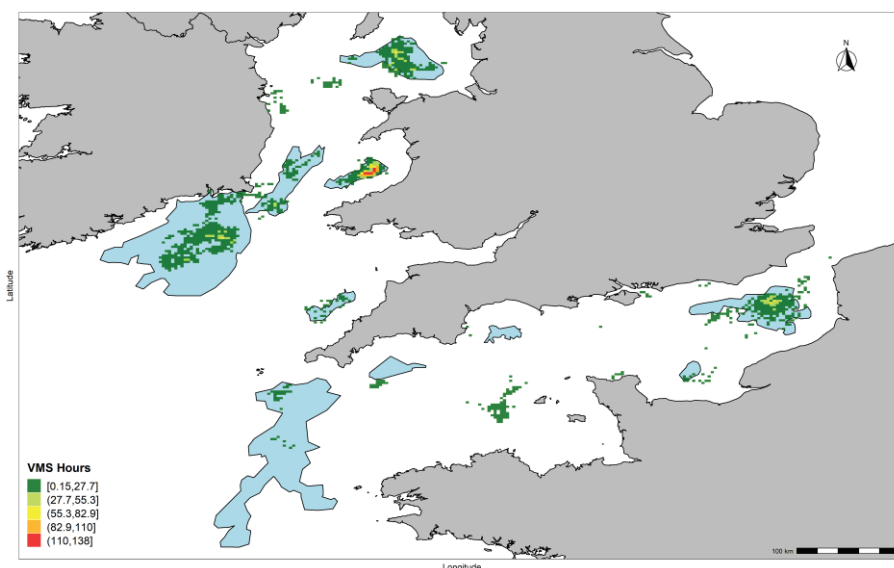 N
Latitude
VMS Hours
[0.15,27.7]
(27.7,55.3]
(55.3,82.9]
(82.9,110]
(110,138]
100 km
Longitude